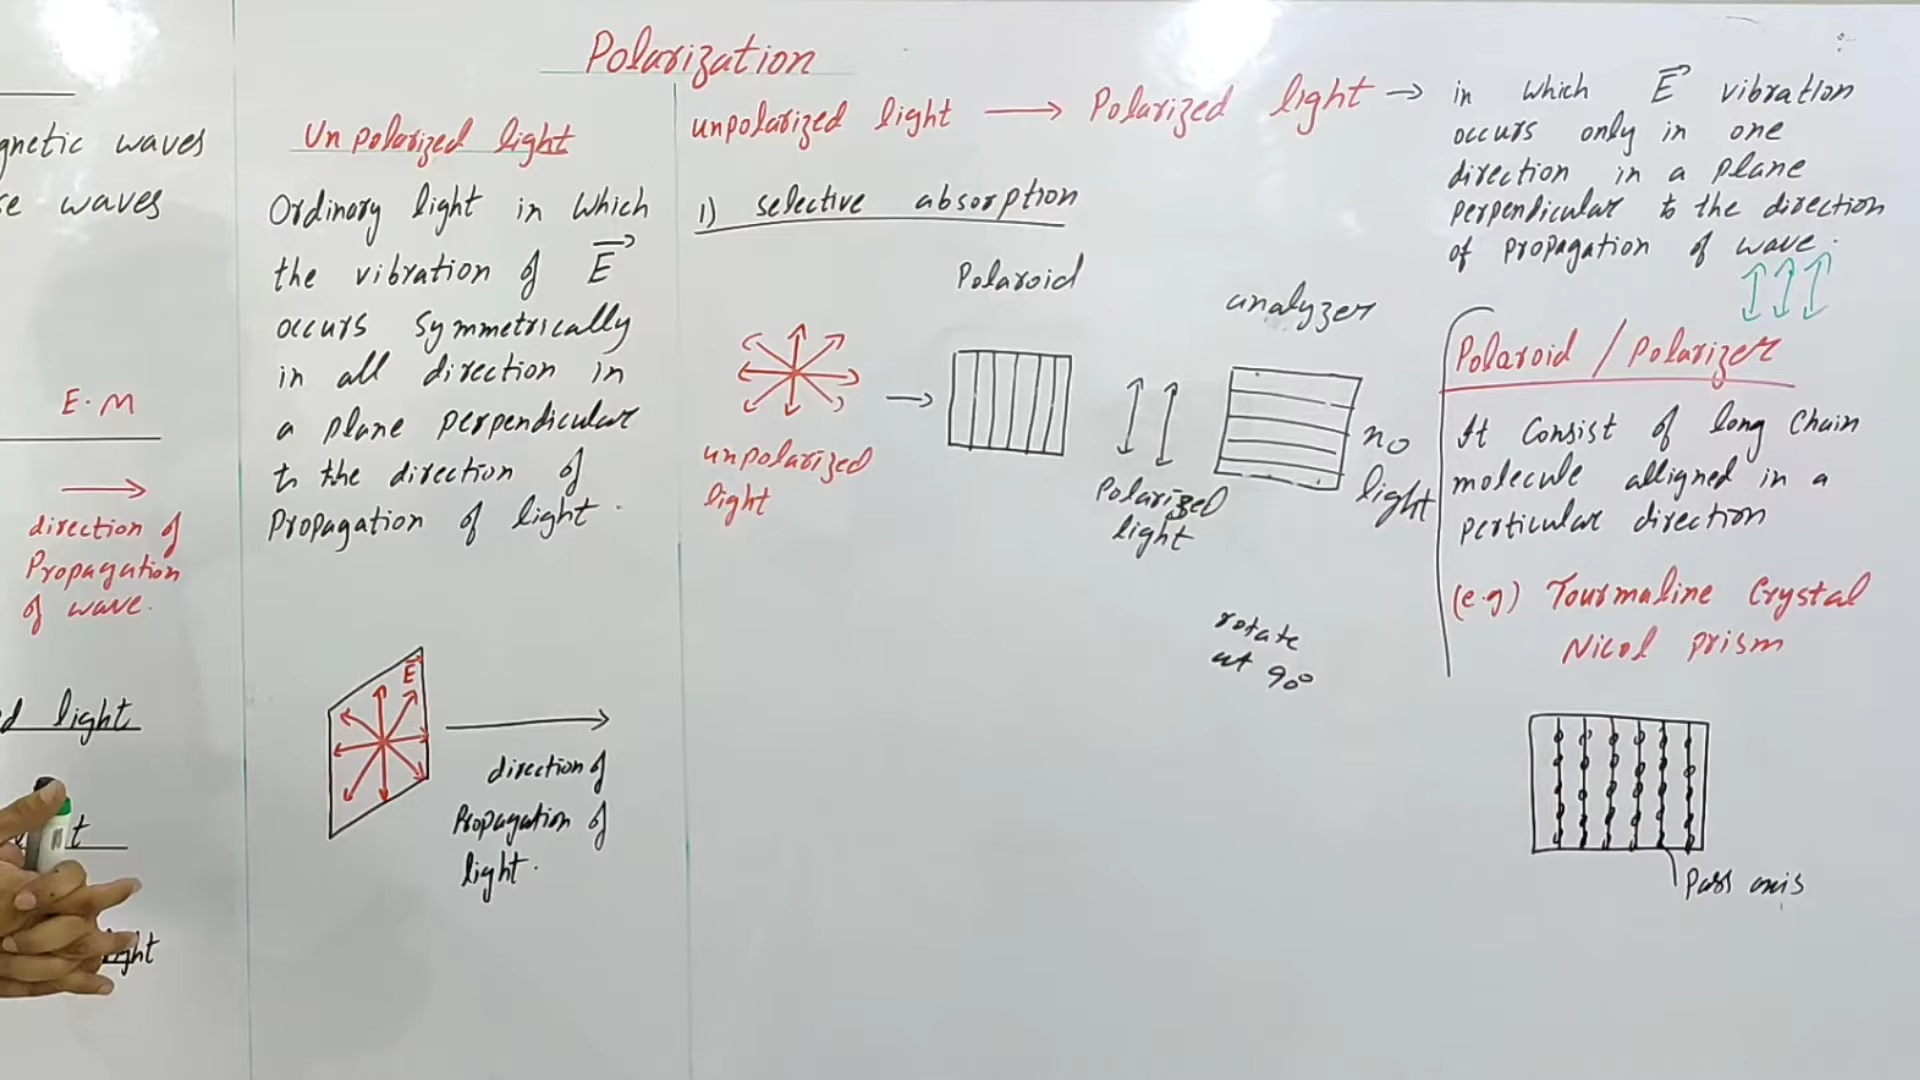 Polarization
gnetic waves
se waves
E.M
direction of
Propagation
of wave.
d light
t
ght
Unpolarized light
Ordinary light in which
the vibration of E
occurs symmetrically
in all direction in
a plane perpendicular
to the direction of
Propagation of light.
E
direction of
Propagation of
light.
unpolarized light → Polarized light →
1) selective absorption
Polaroid
analyzer
unpolarized
light
→
Polarized
light
no
light
rotate
at 90°
in which E vibration
occurs only in one
direction in a plane
perpendicular to the direction
of propagation of wave.
Polaroid / Polarizer
It consist of long chain
molecule alligned in a
perticular direction
(e.g) Tourmaline Crystal
Nicol prism
Pass axis